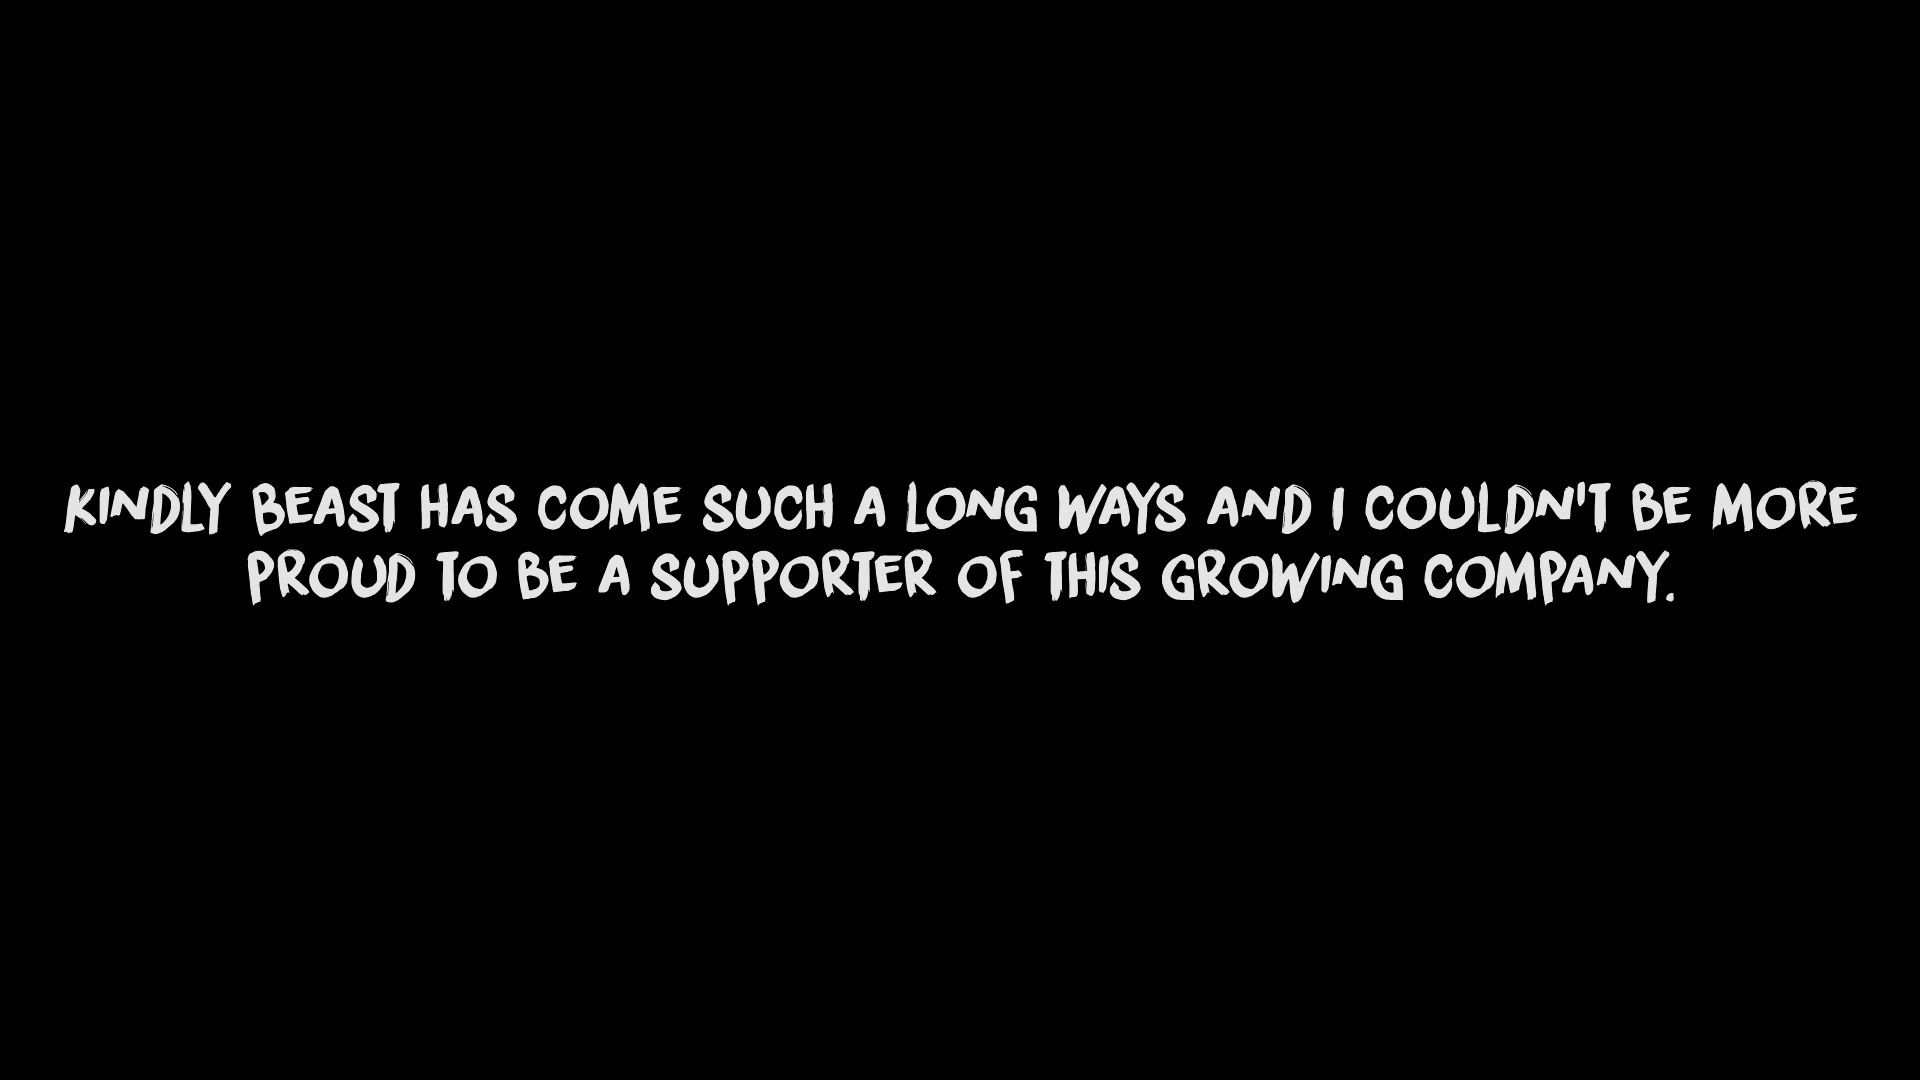 KINDLY BEAST HAS COME SUCH A LONG WAYS AND I COULDN'T BE MORE
PROUD TO BE A SUPPORTER OF THIS GROWING COMPANY.